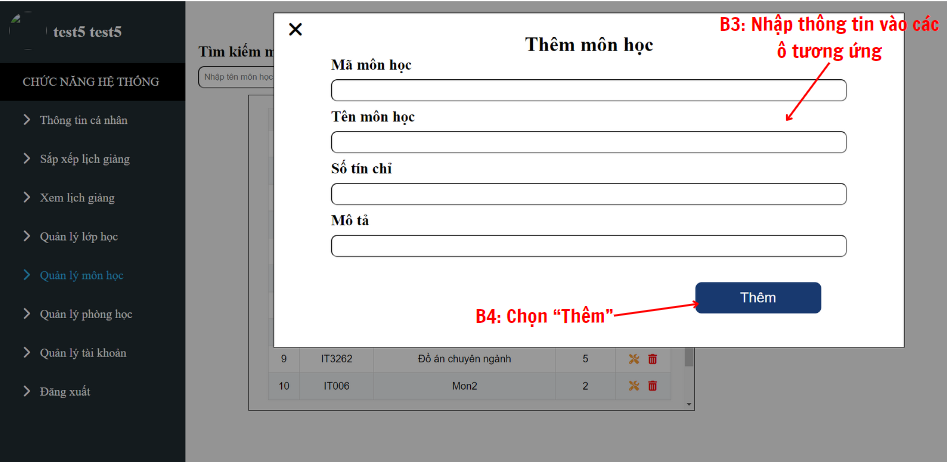 test5 test5
CHỨC NĂNG HỆ THỐNG
Thông tin cá nhân
Sắp xếp lịch giảng
Xem lịch giảng
Quản lý lớp học
Quản lý môn học
Quản lý phòng học
Quản lý tài khoản
Đăng xuất
Tìm kiếm m
Nhập tên môn học
Thêm môn học
Mã môn học
Tên môn học
Số tín chỉ
Mô tả
Thêm
B3: Nhập thông tin vào các
ô tương ứng
B4: Chọn “Thêm”
9 IT3262 Đồ án chuyên ngành 5
10 IT006 Mon2 2